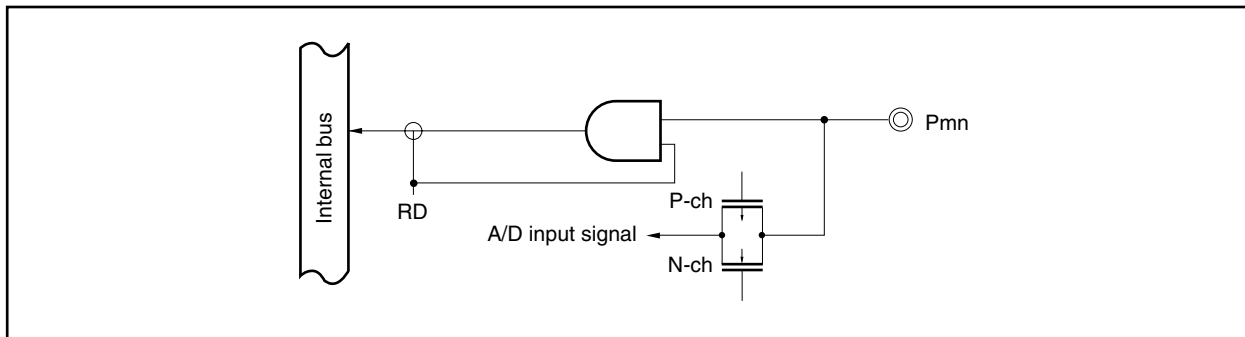 Internal bus
RD
Pmn
P-ch
A/D input signal
N-ch